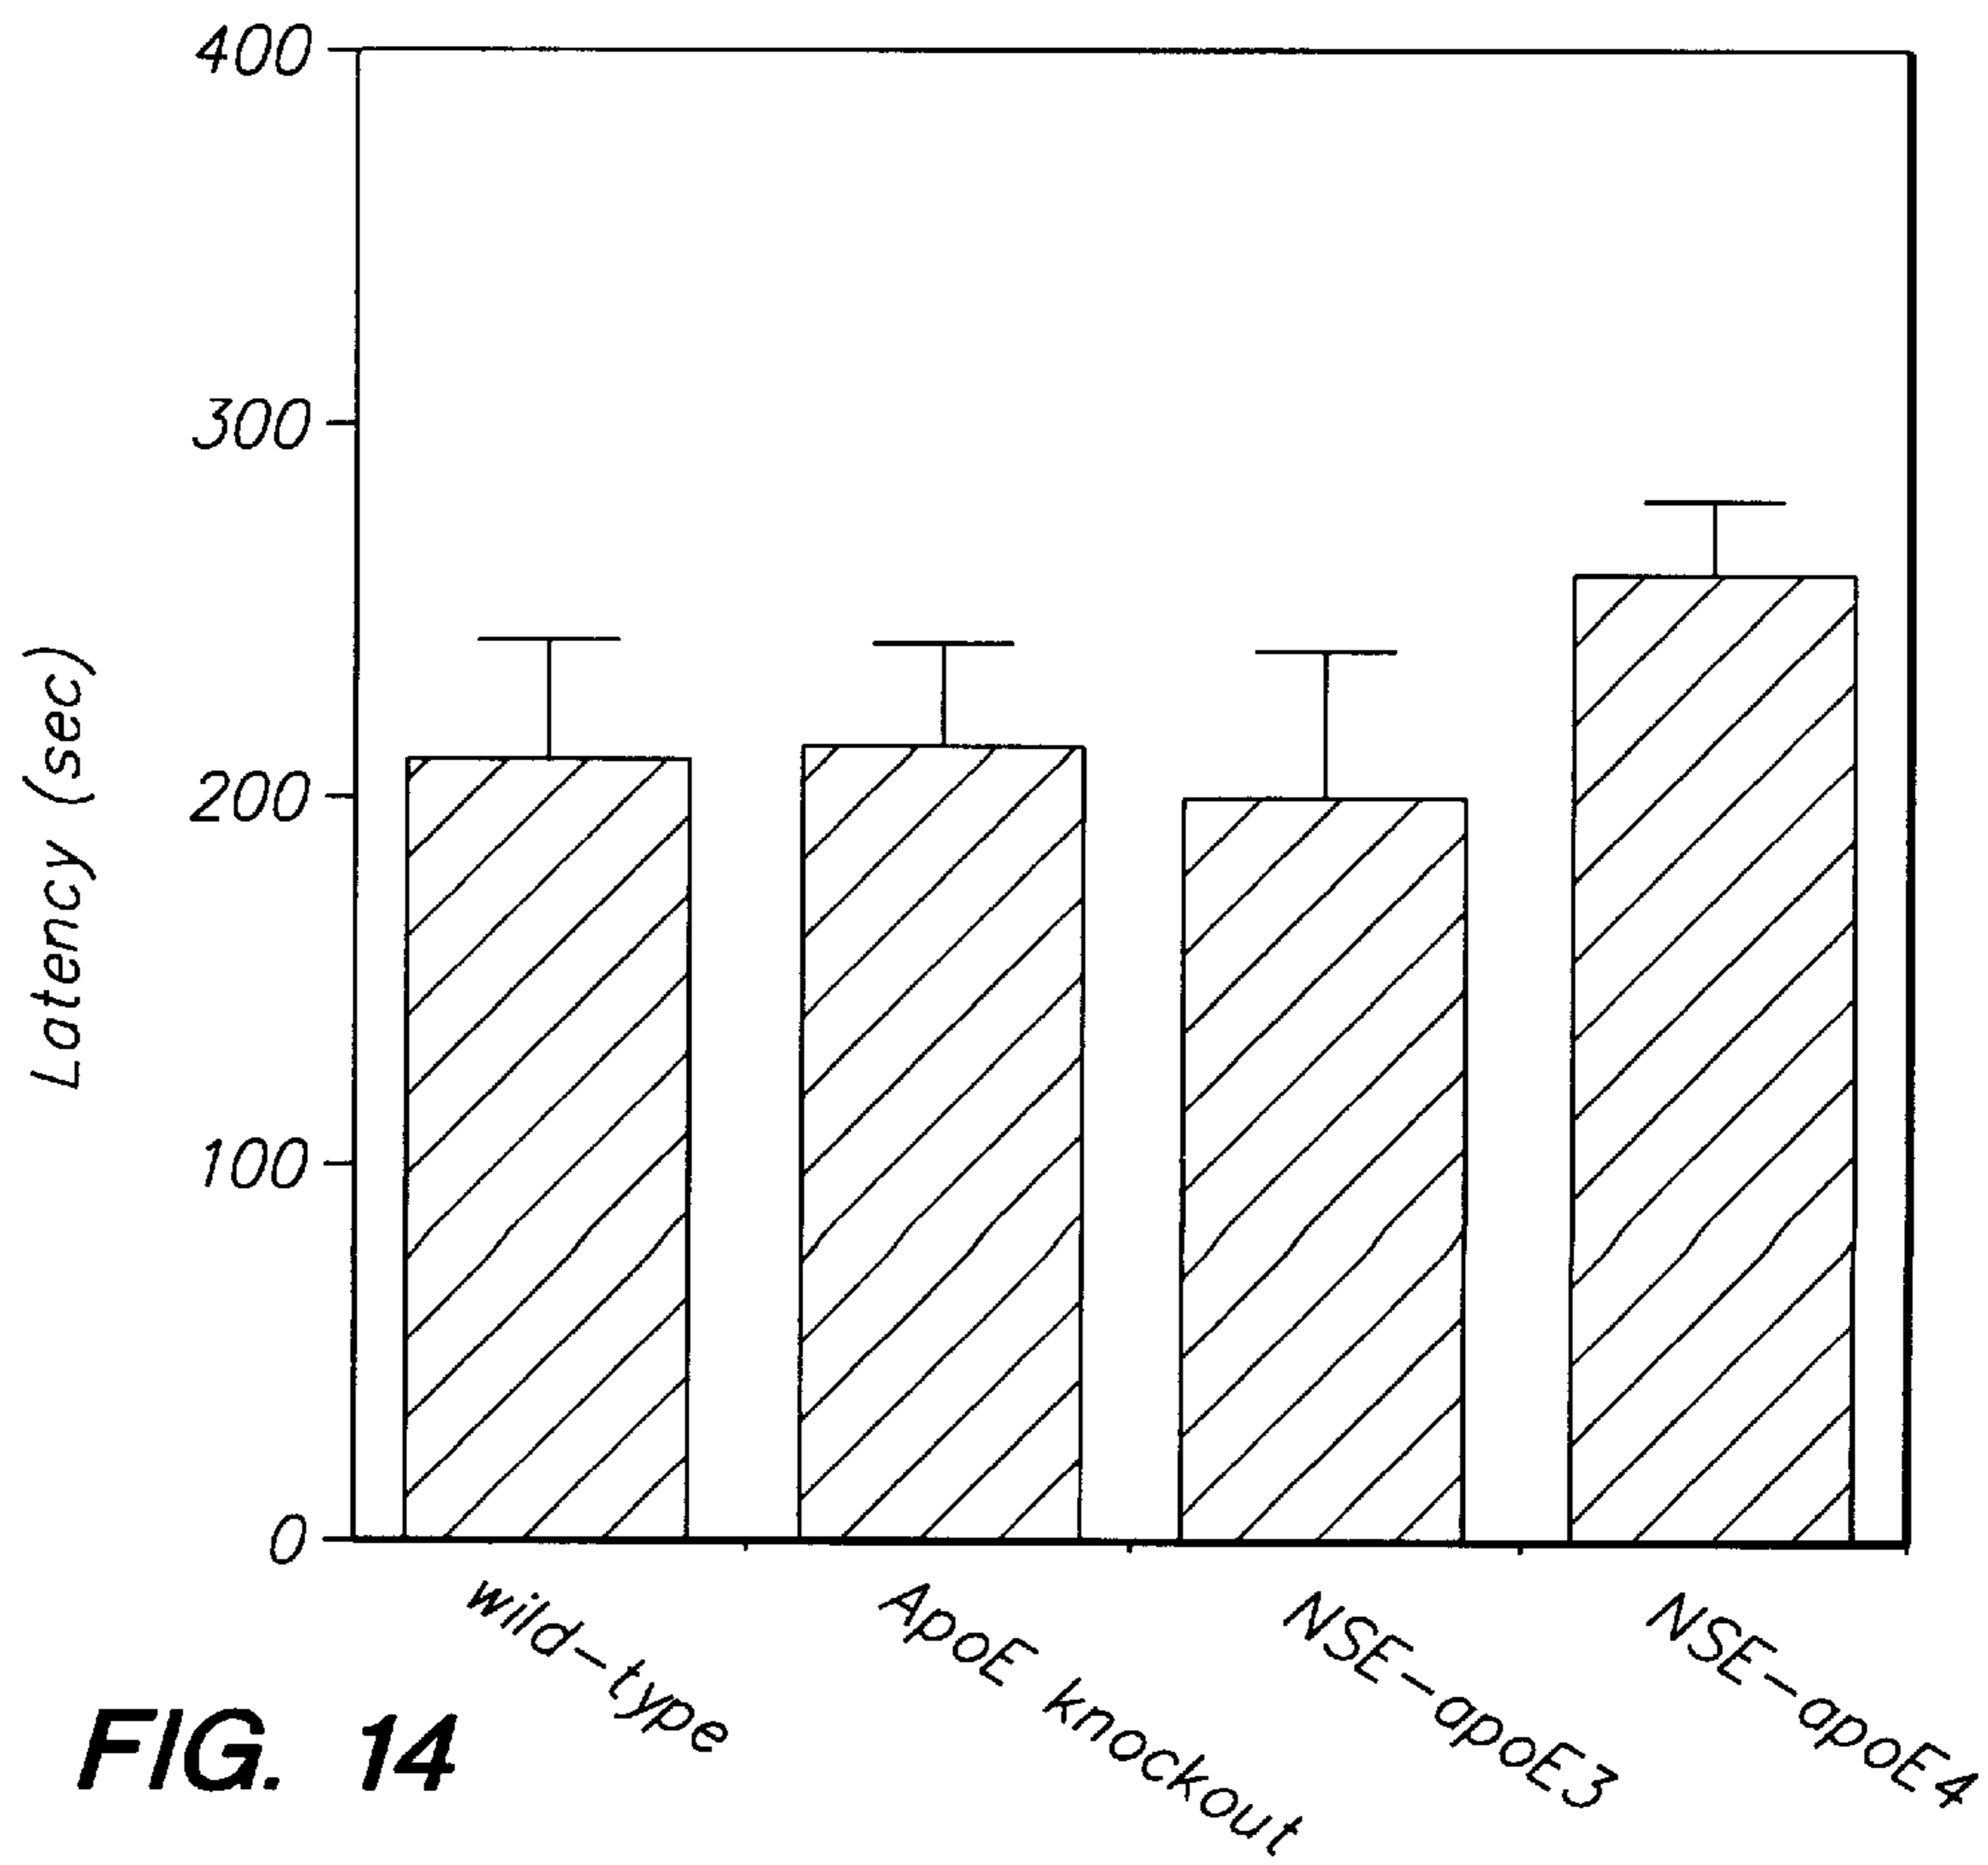 400
300
200
100
0
Latency (sec)
wild-type
ApoE knockout
NSE-apoE3
NSE-apoE4
FIG. 14